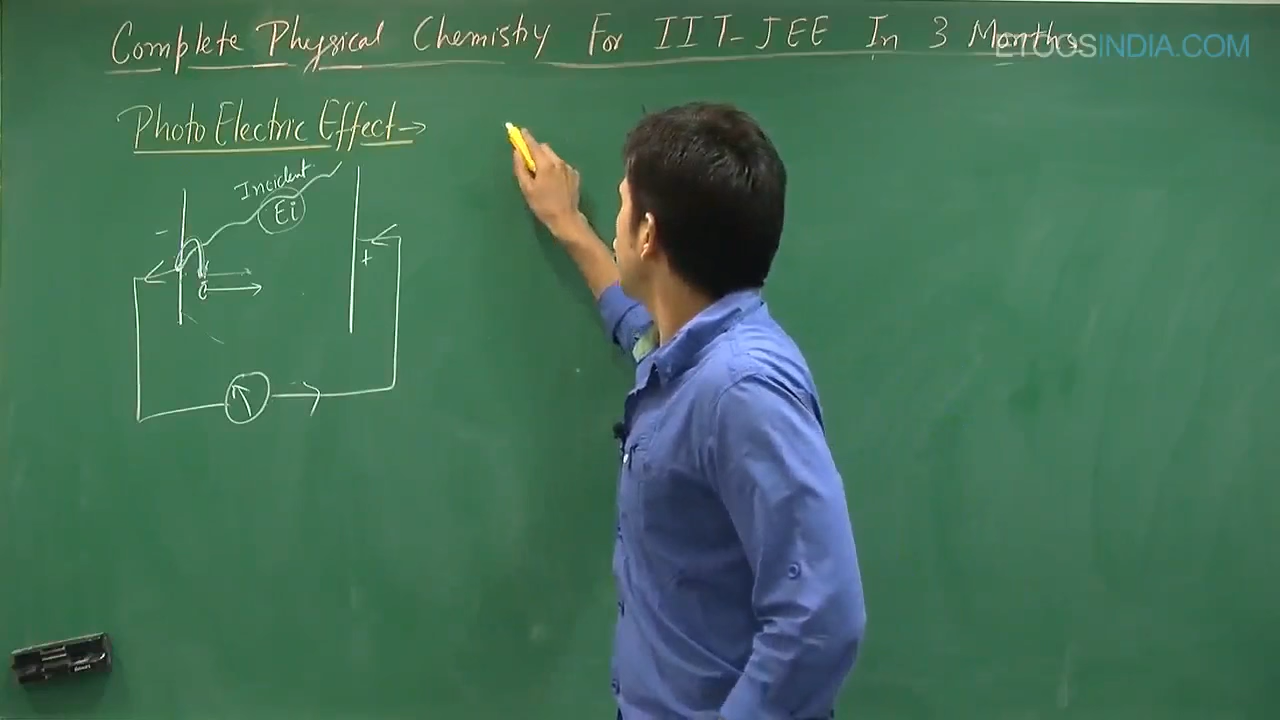 Complete Physical Chemistry For IIT-JEE In 3 Months
ETOOSINDIA.COM
Photo Electric Effect→
Incident
Ei
-
+
e